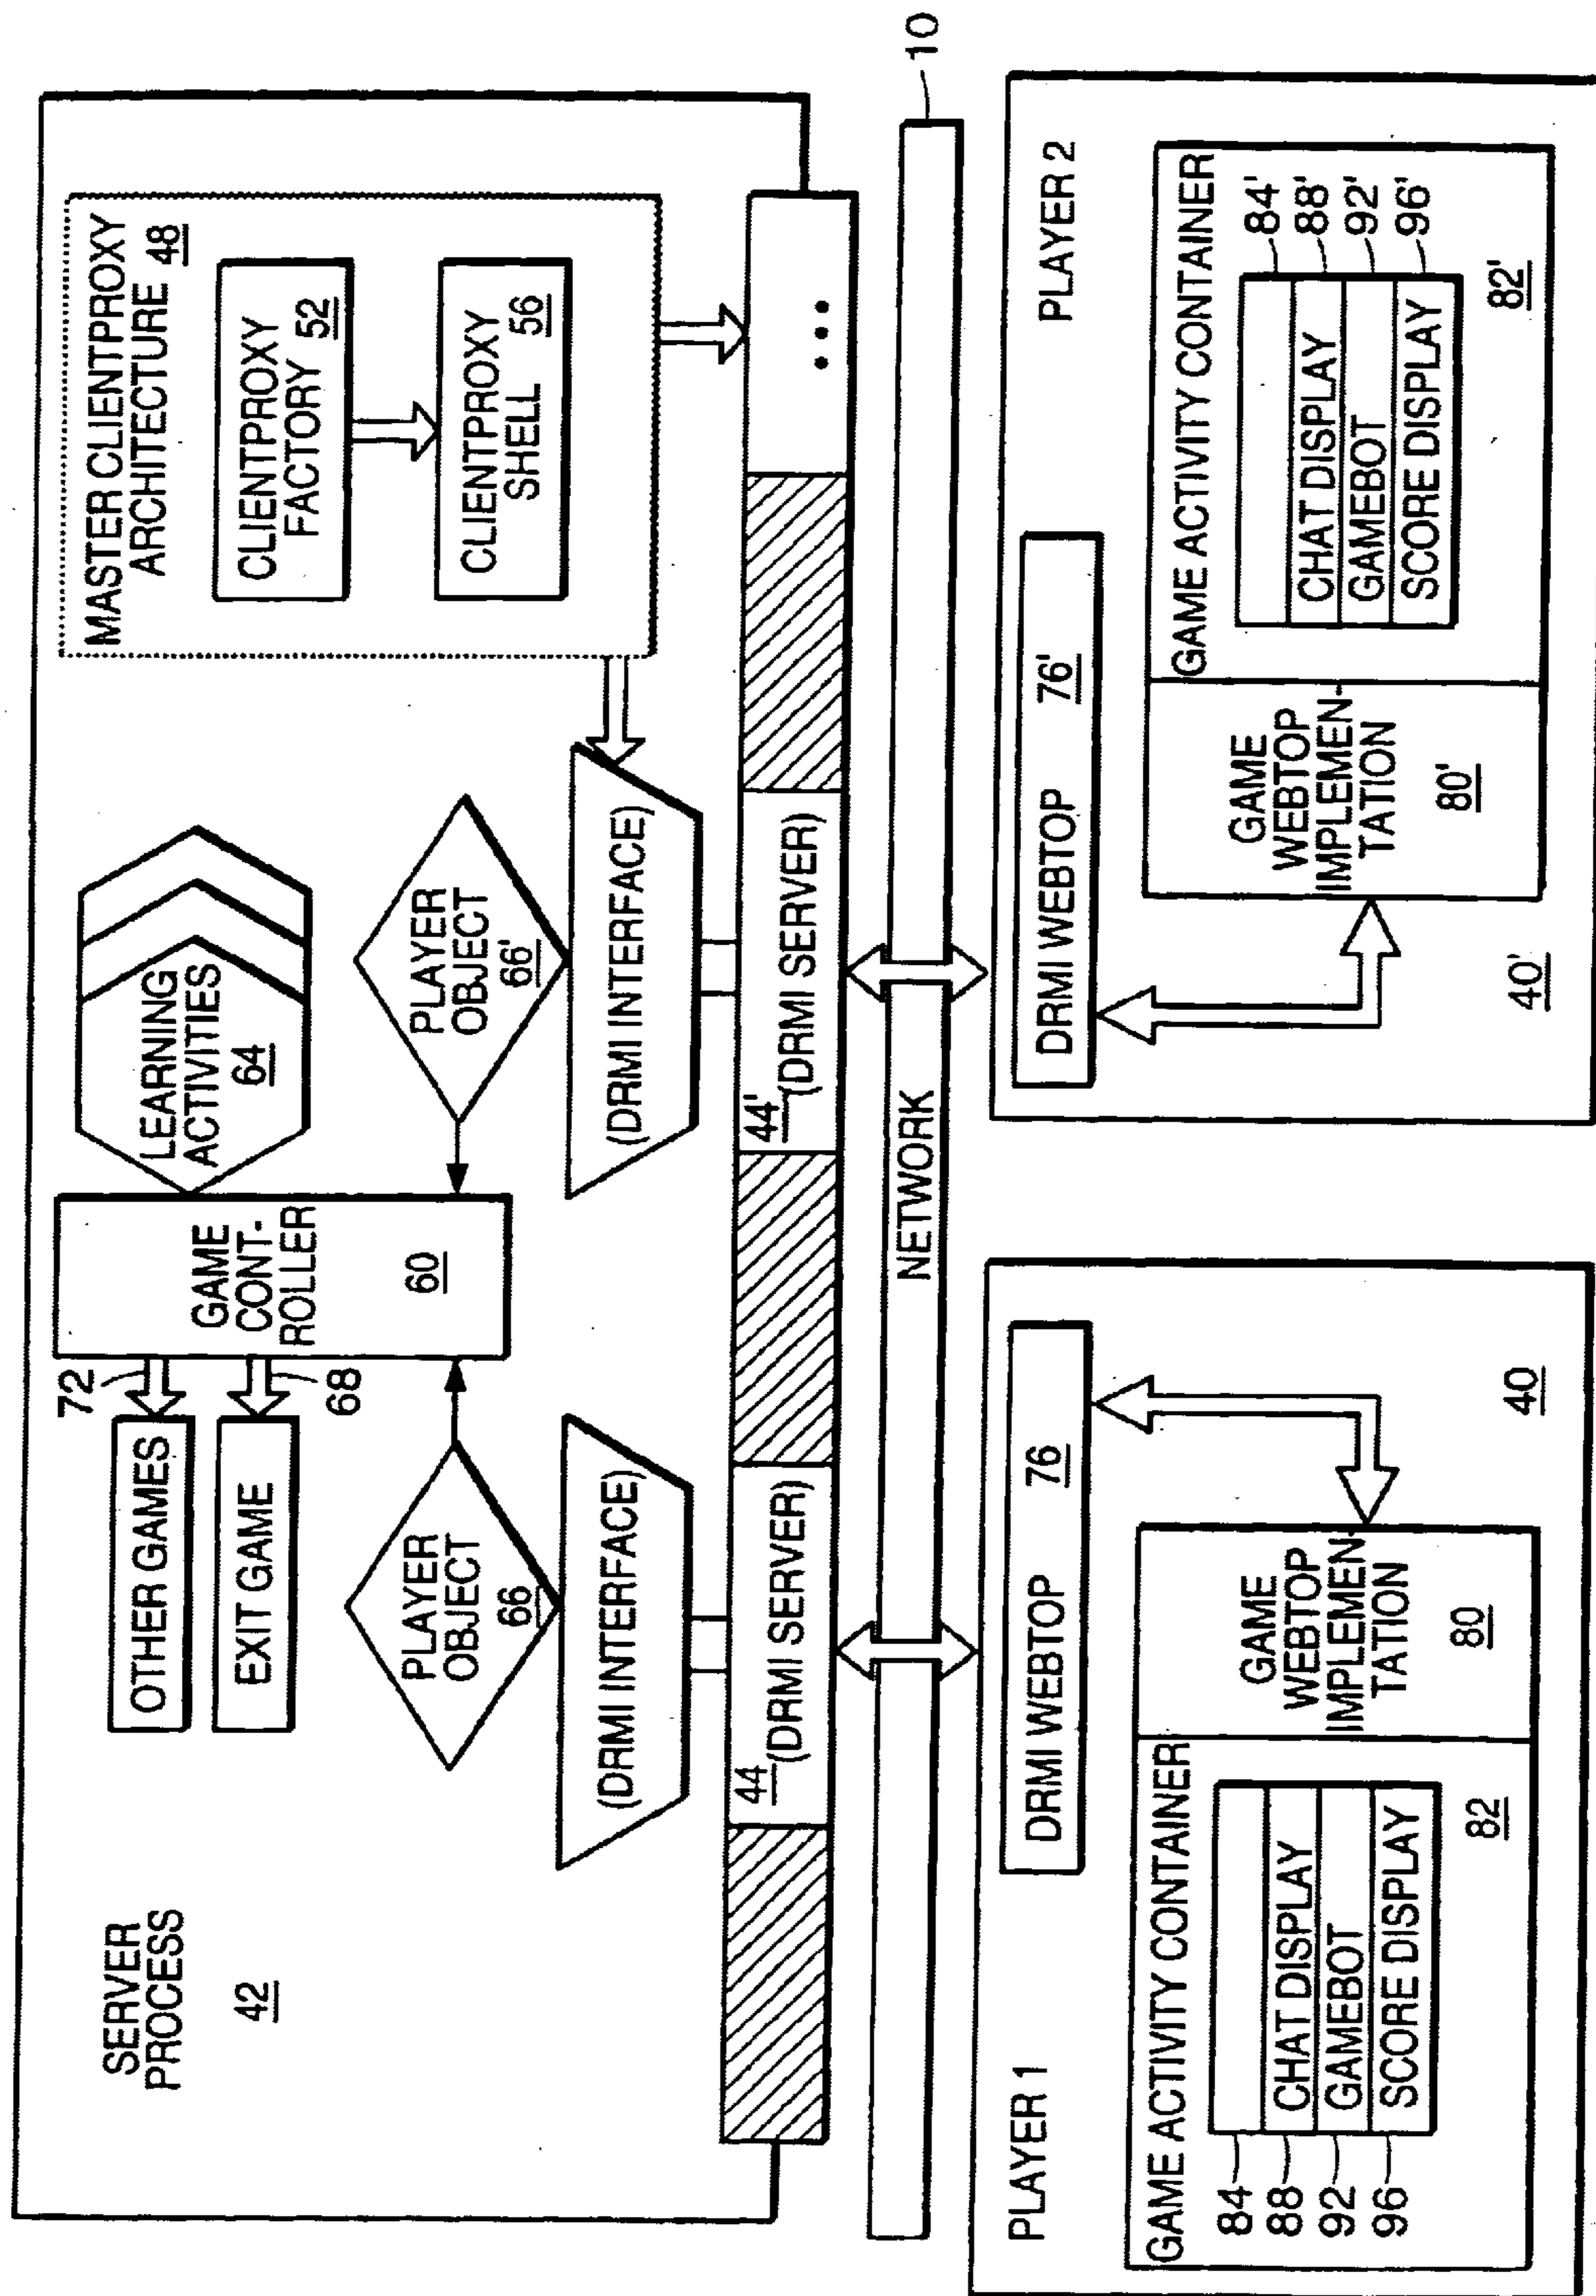 SERVER
PROCESS
42
OTHER GAMES
72
EXIT GAME
68
GAME
CONT-
ROLLER
60
LEARNING
ACTIVITIES
64
MASTER CLIENTPROXY
ARCHITECTURE 48
CLIENTPROXY
FACTORY 52
CLIENTPROXY
SHELL 56
PLAYER
OBJECT
66
PLAYER
OBJECT
66'
(DRMI INTERFACE)
(DRMI INTERFACE)
44
(DRMI SERVER)
44'
(DRMI SERVER)
...
NETWORK
10
PLAYER 1
DRMI WEBTOP 76
GAME ACTIVITY CONTAINER
84
88 CHAT DISPLAY
92 GAMEBOT
96 SCORE DISPLAY
82
GAME
WEBTOP
IMPLEMEN-
TATION
80
40
PLAYER 2
DRMI WEBTOP 76'
GAME
WEBTOP
IMPLEMEN-
TATION
80'
GAME ACTIVITY CONTAINER
84'
CHAT DISPLAY 88'
GAMEBOT 92'
SCORE DISPLAY 96'
82'
40'